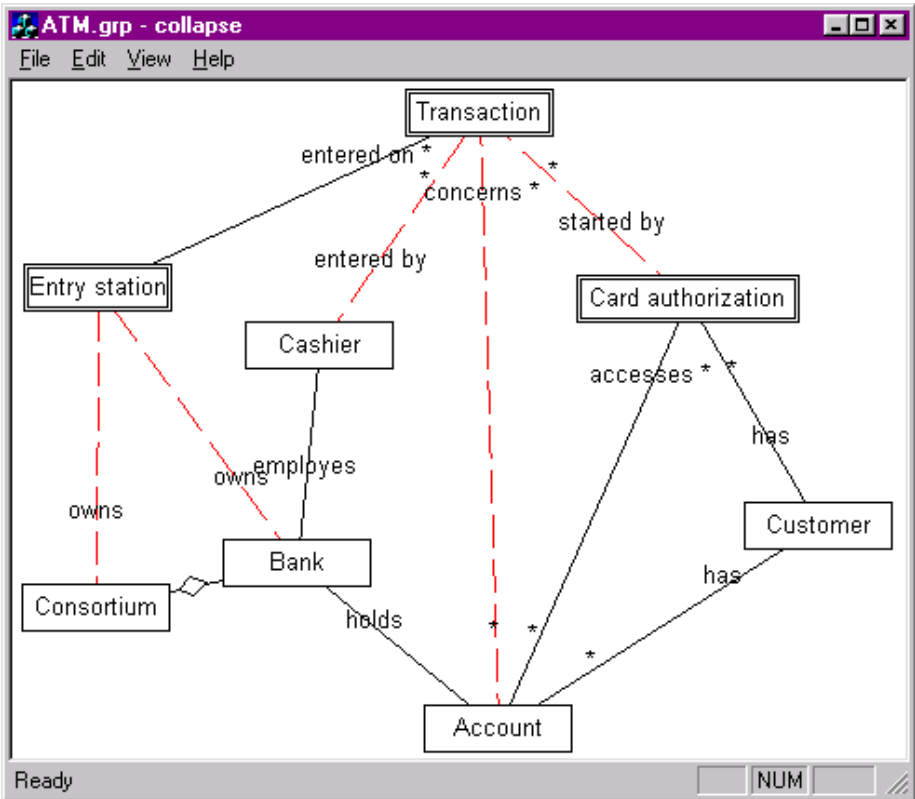 ATM.grp - collapse
File Edit View Help
Transaction
entered on *
*
concerns *
*
started by
entered by
Entry station
Card authorization
Cashier
accesses *
*
has
employes
owns
owns
Customer
Bank
has
Consortium
holds
*
*
*
Account
Ready
NUM